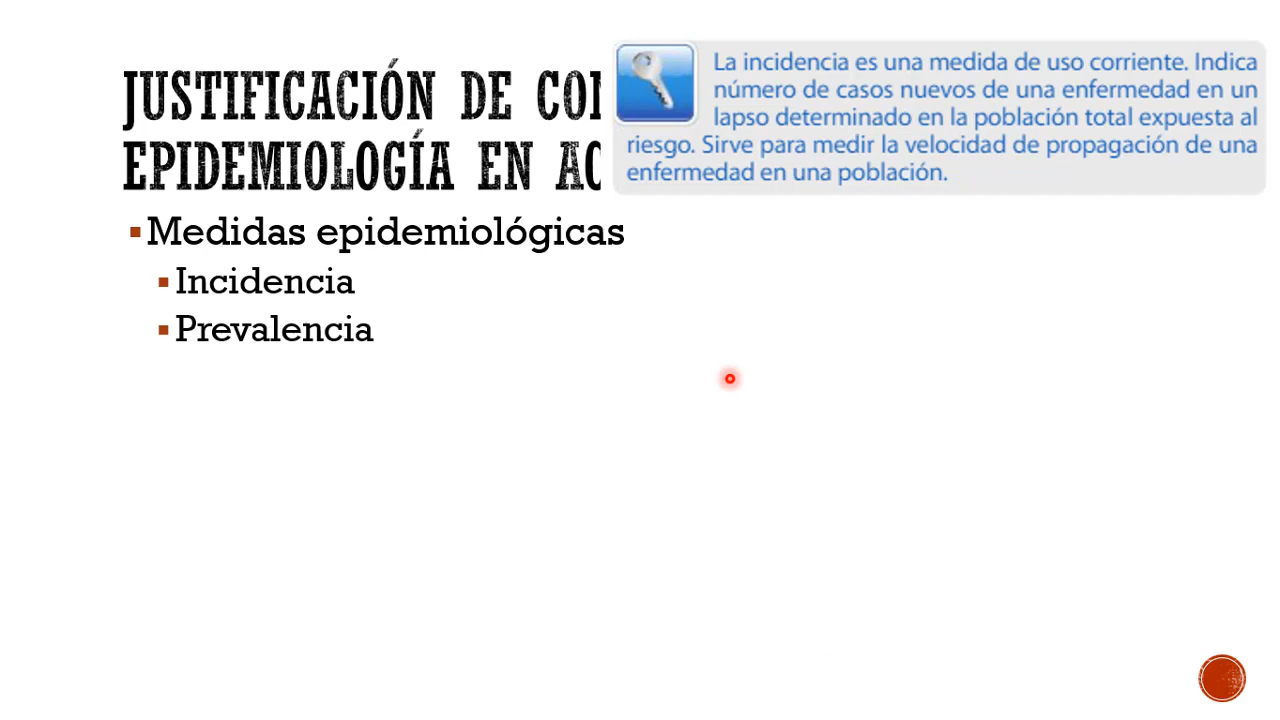 JUSTIFICACIÓN DE
EPIDEMIOLOGÍA EN
La incidencia es una medida de uso corriente. Indica
número de casos nuevos de una enfermedad en un
lapso determinado en la población total expuesta al
riesgo. Sirve para medir la velocidad de propagación de una
enfermedad en una población.
Medidas epidemiológicas
Incidencia
Prevalencia